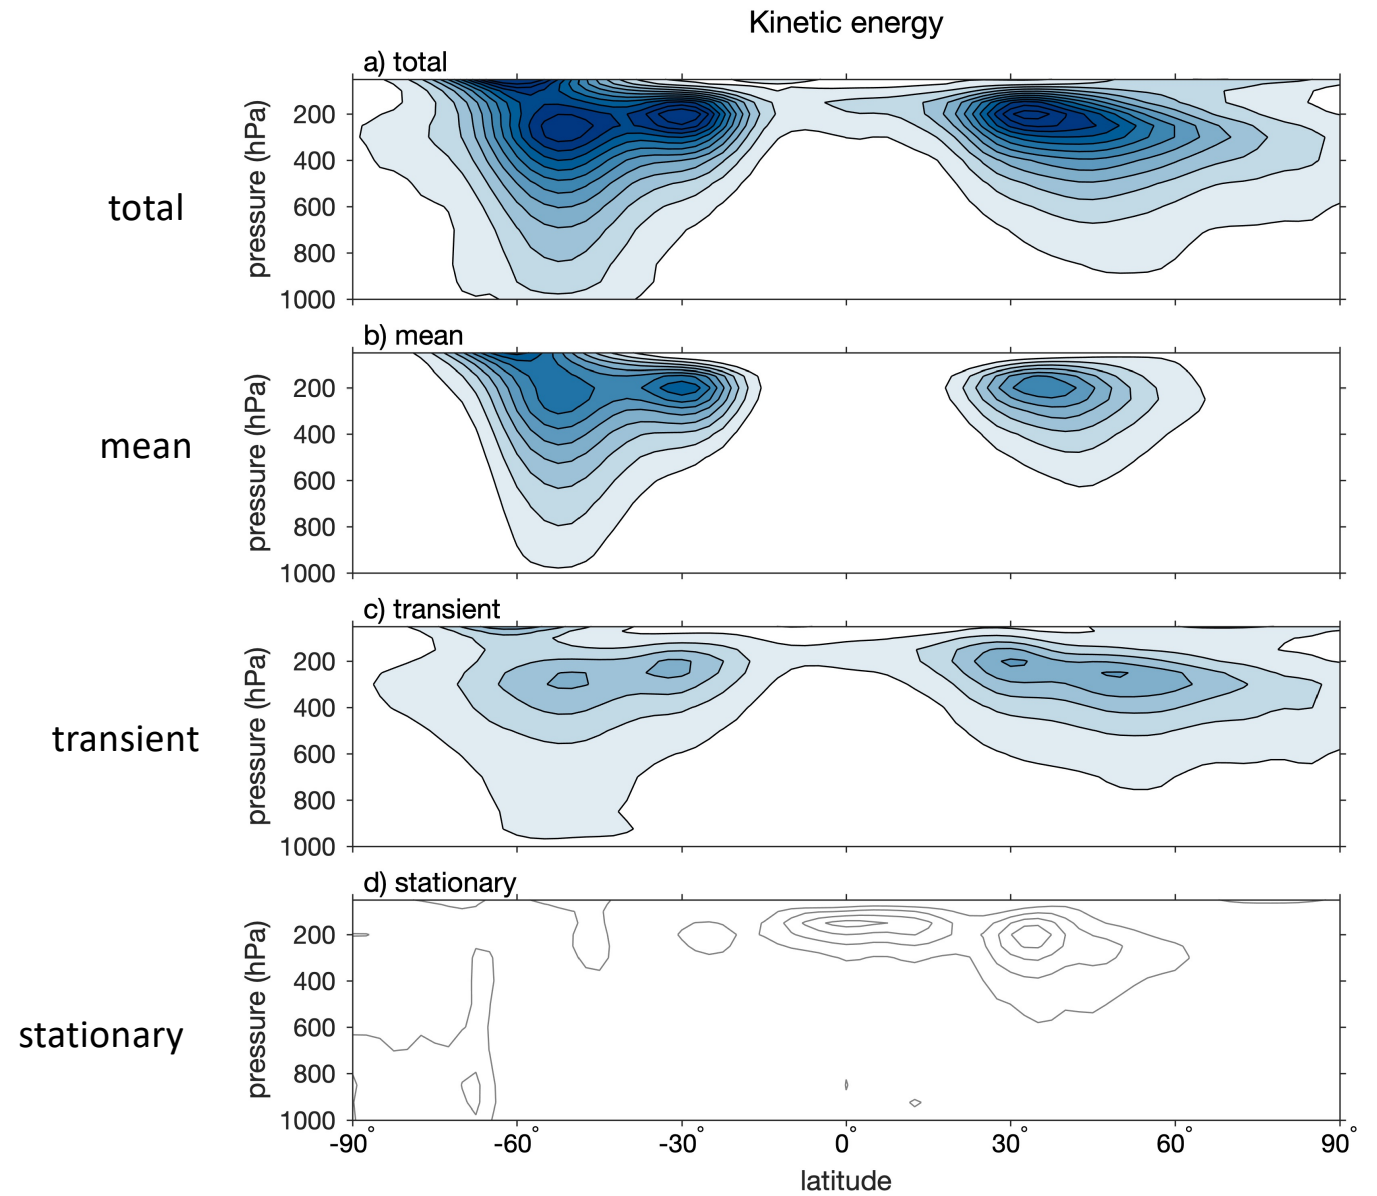 Kinetic energy
a) total
total
pressure (hPa)
200
400
600
800
1000
b) mean
mean
pressure (hPa)
200
400
600
800
1000
c) transient
transient
pressure (hPa)
200
400
600
800
1000
d) stationary
stationary
pressure (hPa)
200
400
600
800
1000
-90° -60° -30° 0° 30° 60° 90°
latitude